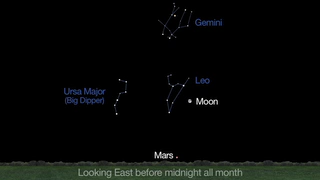 Gemini
Leo
Ursa Major
(Big Dipper)
Moon
Mars
Looking East before midnight all month